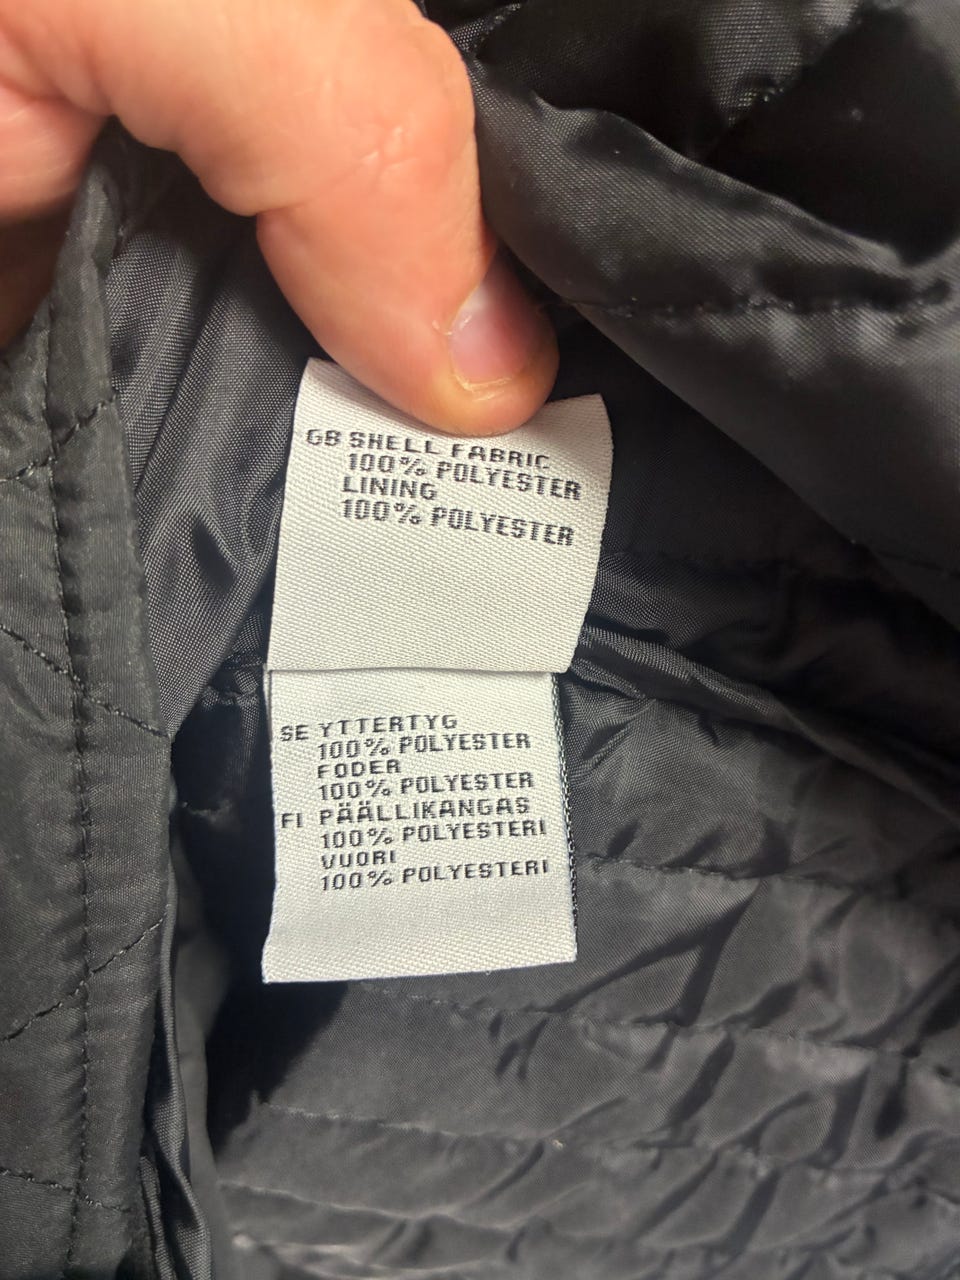 GB SHELL FABRIC
100% POLYESTER
LINING
100% POLYESTER
SE YTTERTYG
100% POLYESTER
FODER
100% POLYESTER
FI PÄÄLLIKANGAS
100% POLYESTERI
VUORI
100% POLYESTERI